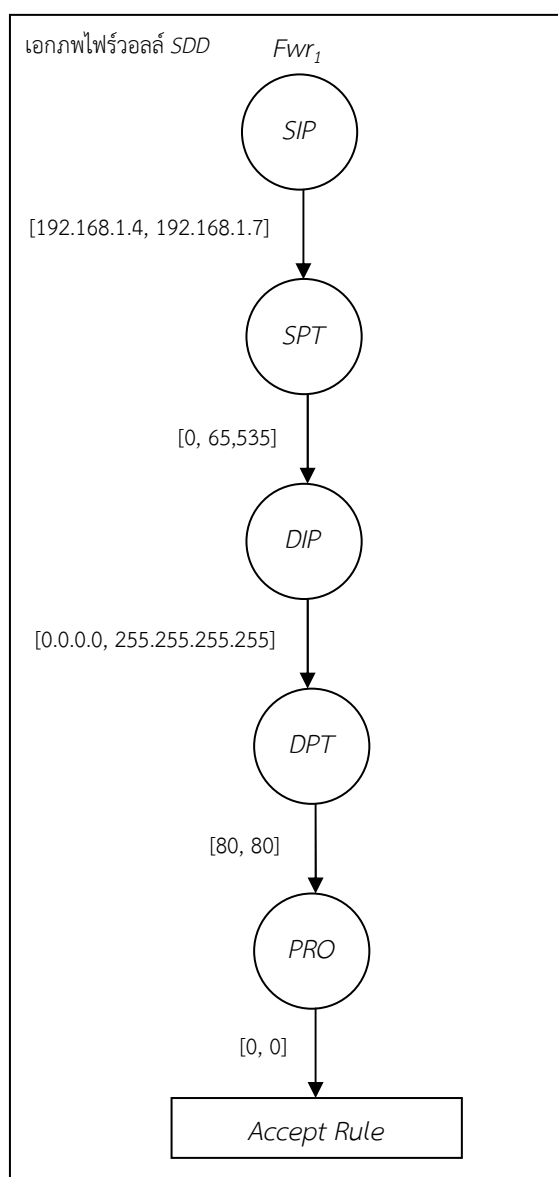 เอกภพไฟร์วอลล์ SDD
Fwr1
SIP
[192.168.1.4, 192.168.1.7]
SPT
[0, 65,535]
DIP
[0.0.0.0, 255.255.255.255]
DPT
[80, 80]
PRO
[0, 0]
Accept Rule